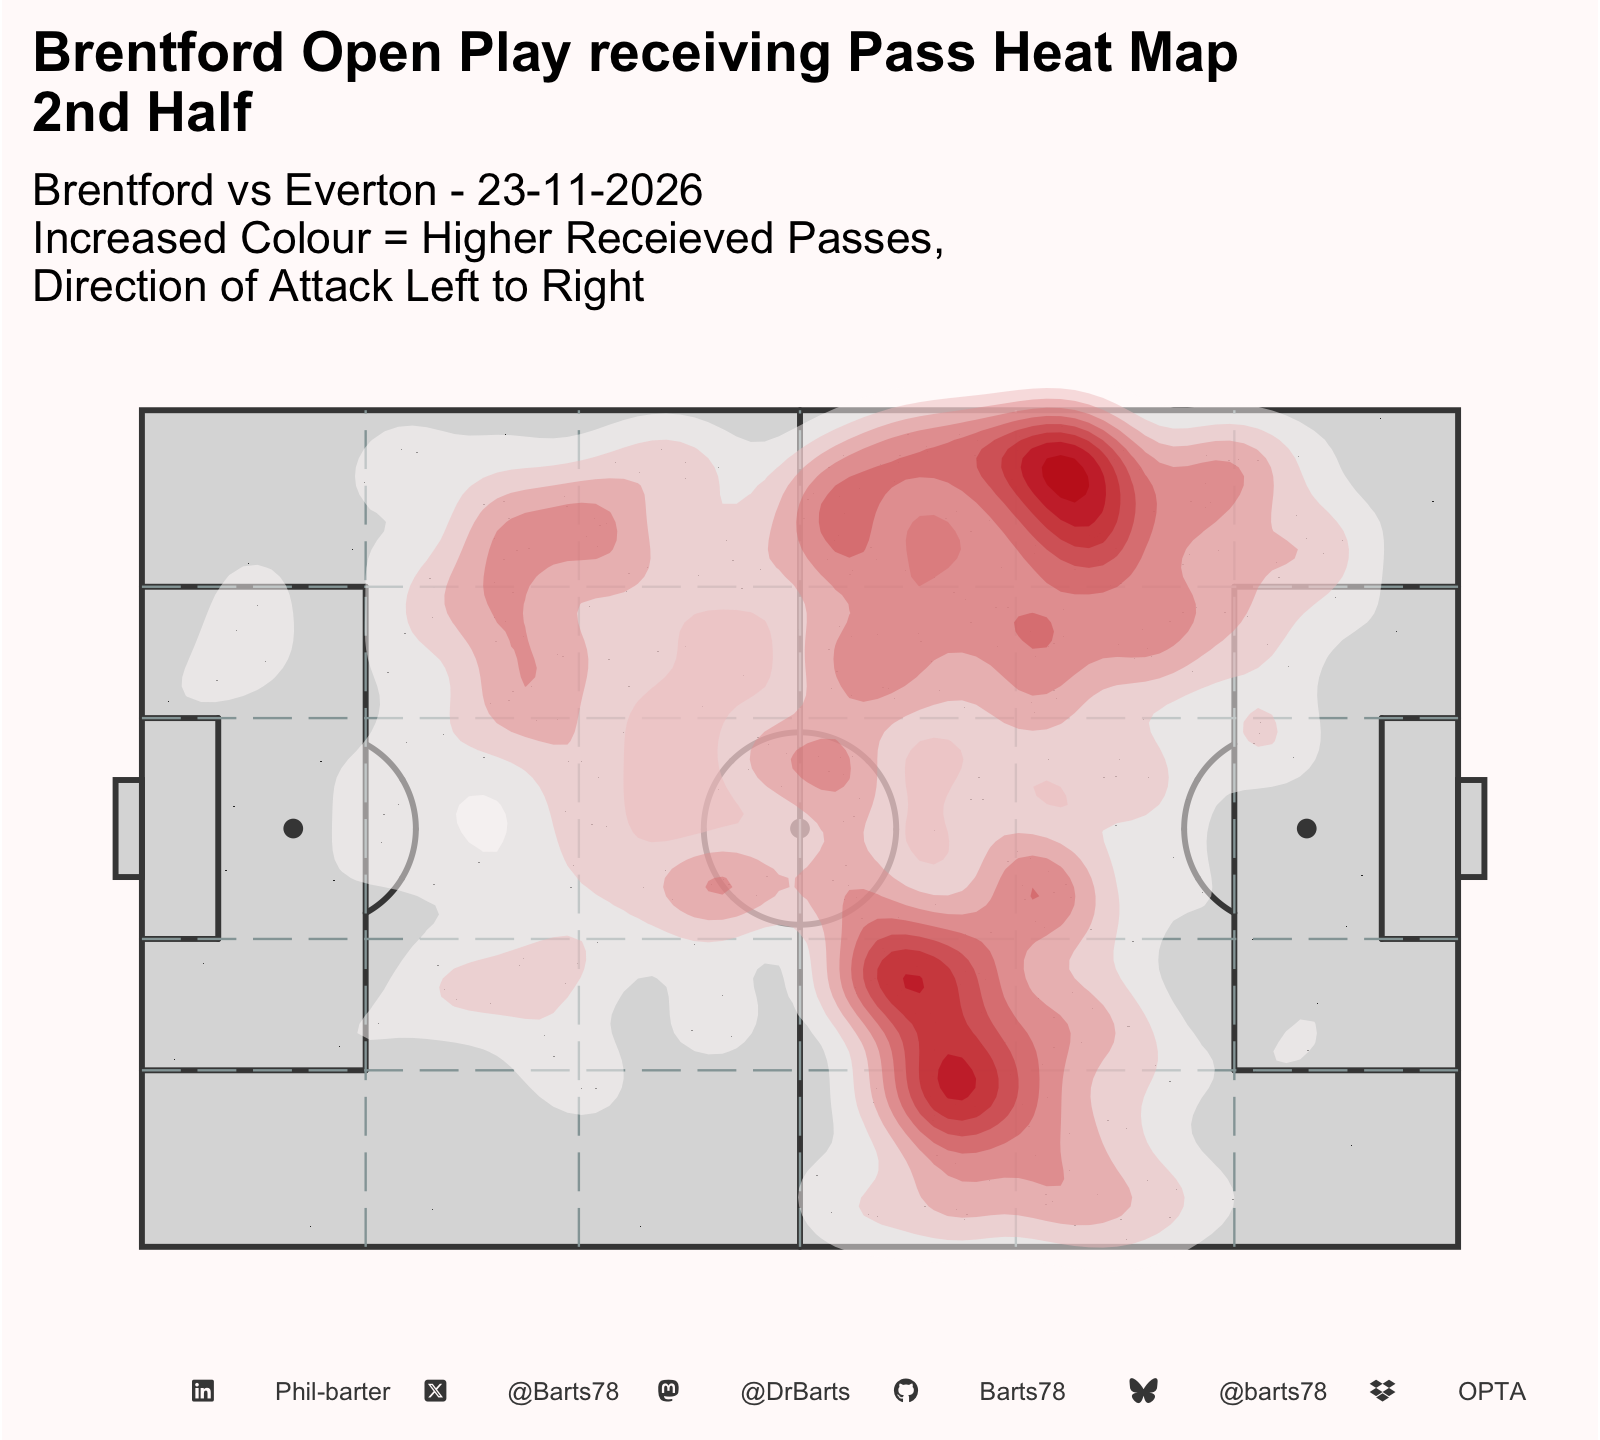 Brentford Open Play receiving Pass Heat Map
2nd Half
Brentford vs Everton - 23-11-2026
Increased Colour = Higher Receieved Passes,
Direction of Attack Left to Right
Phil-barter @Barts78 @DrBarts Barts78 @barts78 OPTA